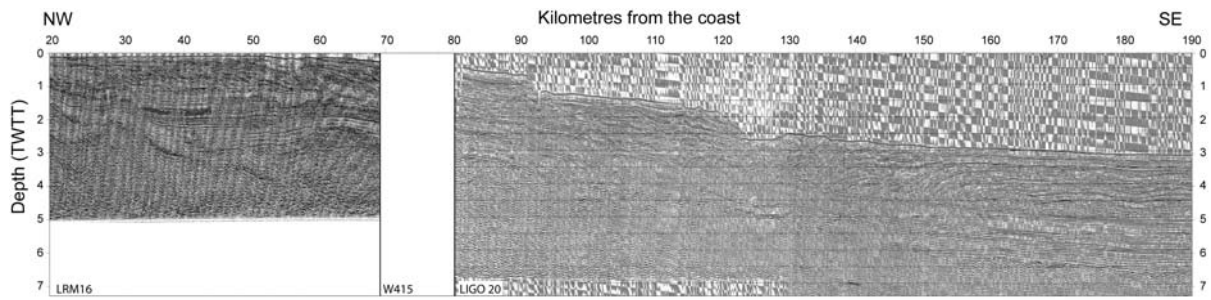 NW Kilometres from the coast SE
20 30 40 50 60 70 80 90 100 110 120 130 140 150 160 170 180 190
Depth (TWTT)
0 0
1 1
2 2
3 3
4 4
5 5
6 6
7 7
LRM16 W415 LIGO 20